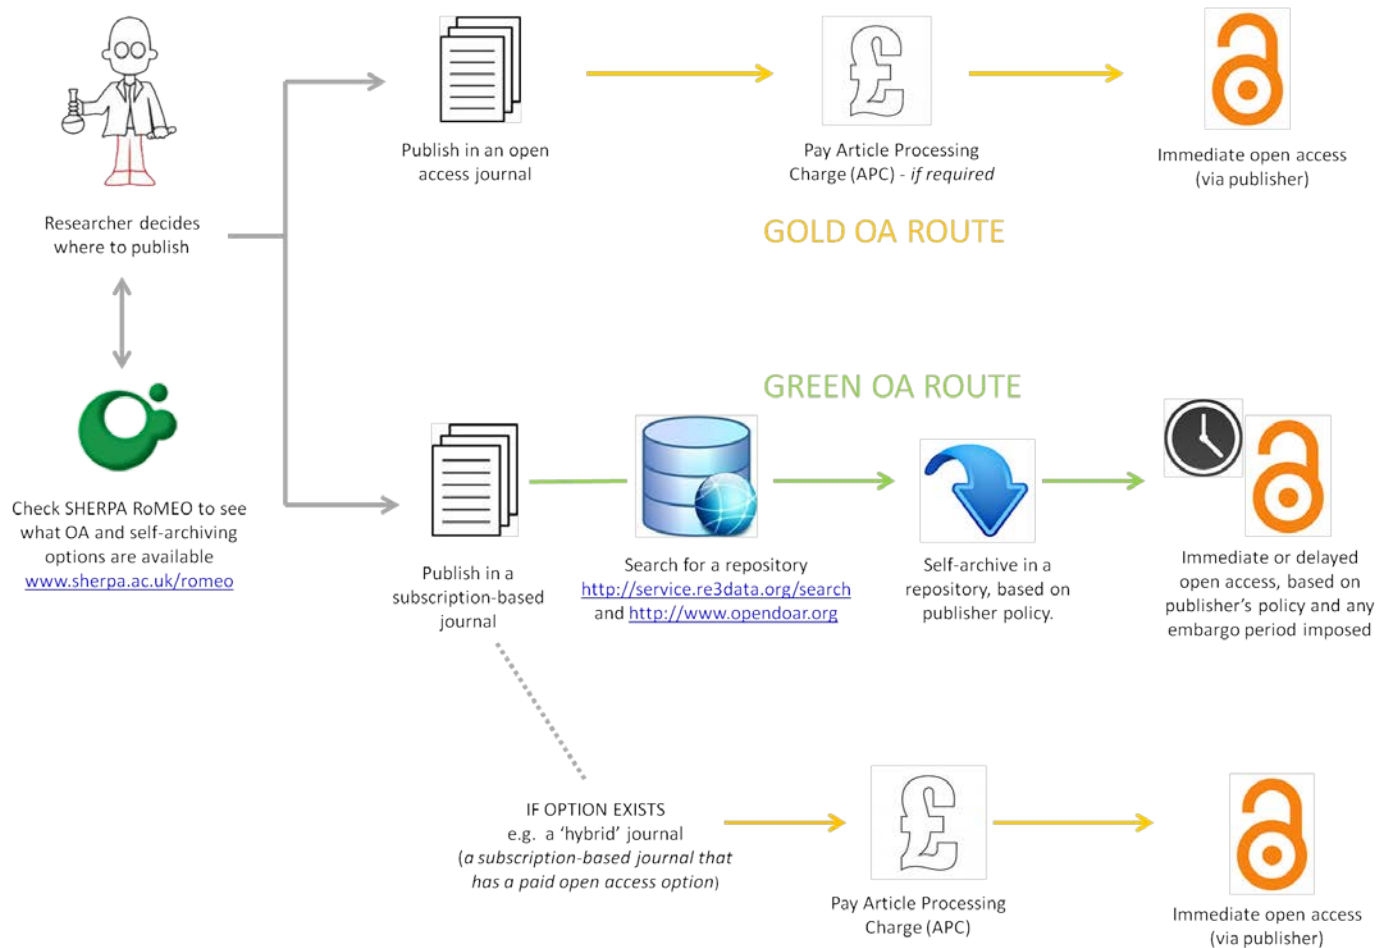 Researcher decides
where to publish
Check SHERPA RoMEO to see
what OA and self-archiving
options are available
www.sherpa.ac.uk/romeo
Publish in an open
access journal
£
Pay Article Processing
Charge (APC) - if required
Immediate open access
(via publisher)
GOLD OA ROUTE
GREEN OA ROUTE
Publish in a
subscription-based
journal
Search for a repository
http://service.re3data.org/search
and http://www.opendoar.org
Self-archive in a
repository, based on
publisher policy.
Immediate or delayed
open access, based on
publisher’s policy and any
embargo period imposed
IF OPTION EXISTS
e.g. a ‘hybrid’ journal
(a subscription-based journal that
has a paid open access option)
£
Pay Article Processing
Charge (APC)
Immediate open access
(via publisher)